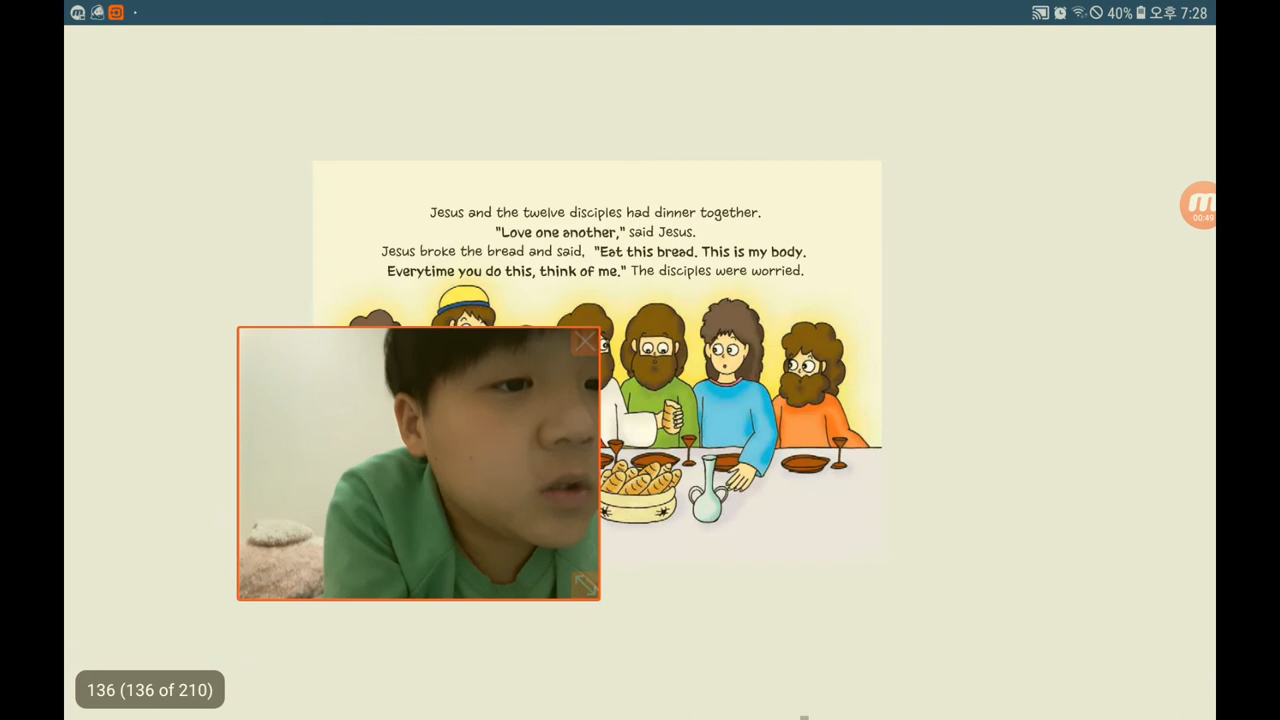 40% 오후 7:28
Jesus and the twelve disciples had dinner together.
"Love one another," said Jesus.
Jesus broke the bread and said, "Eat this bread. This is my body.
Everytime you do this, think of me." The disciples were worried.
00:49
136 (136 of 210)